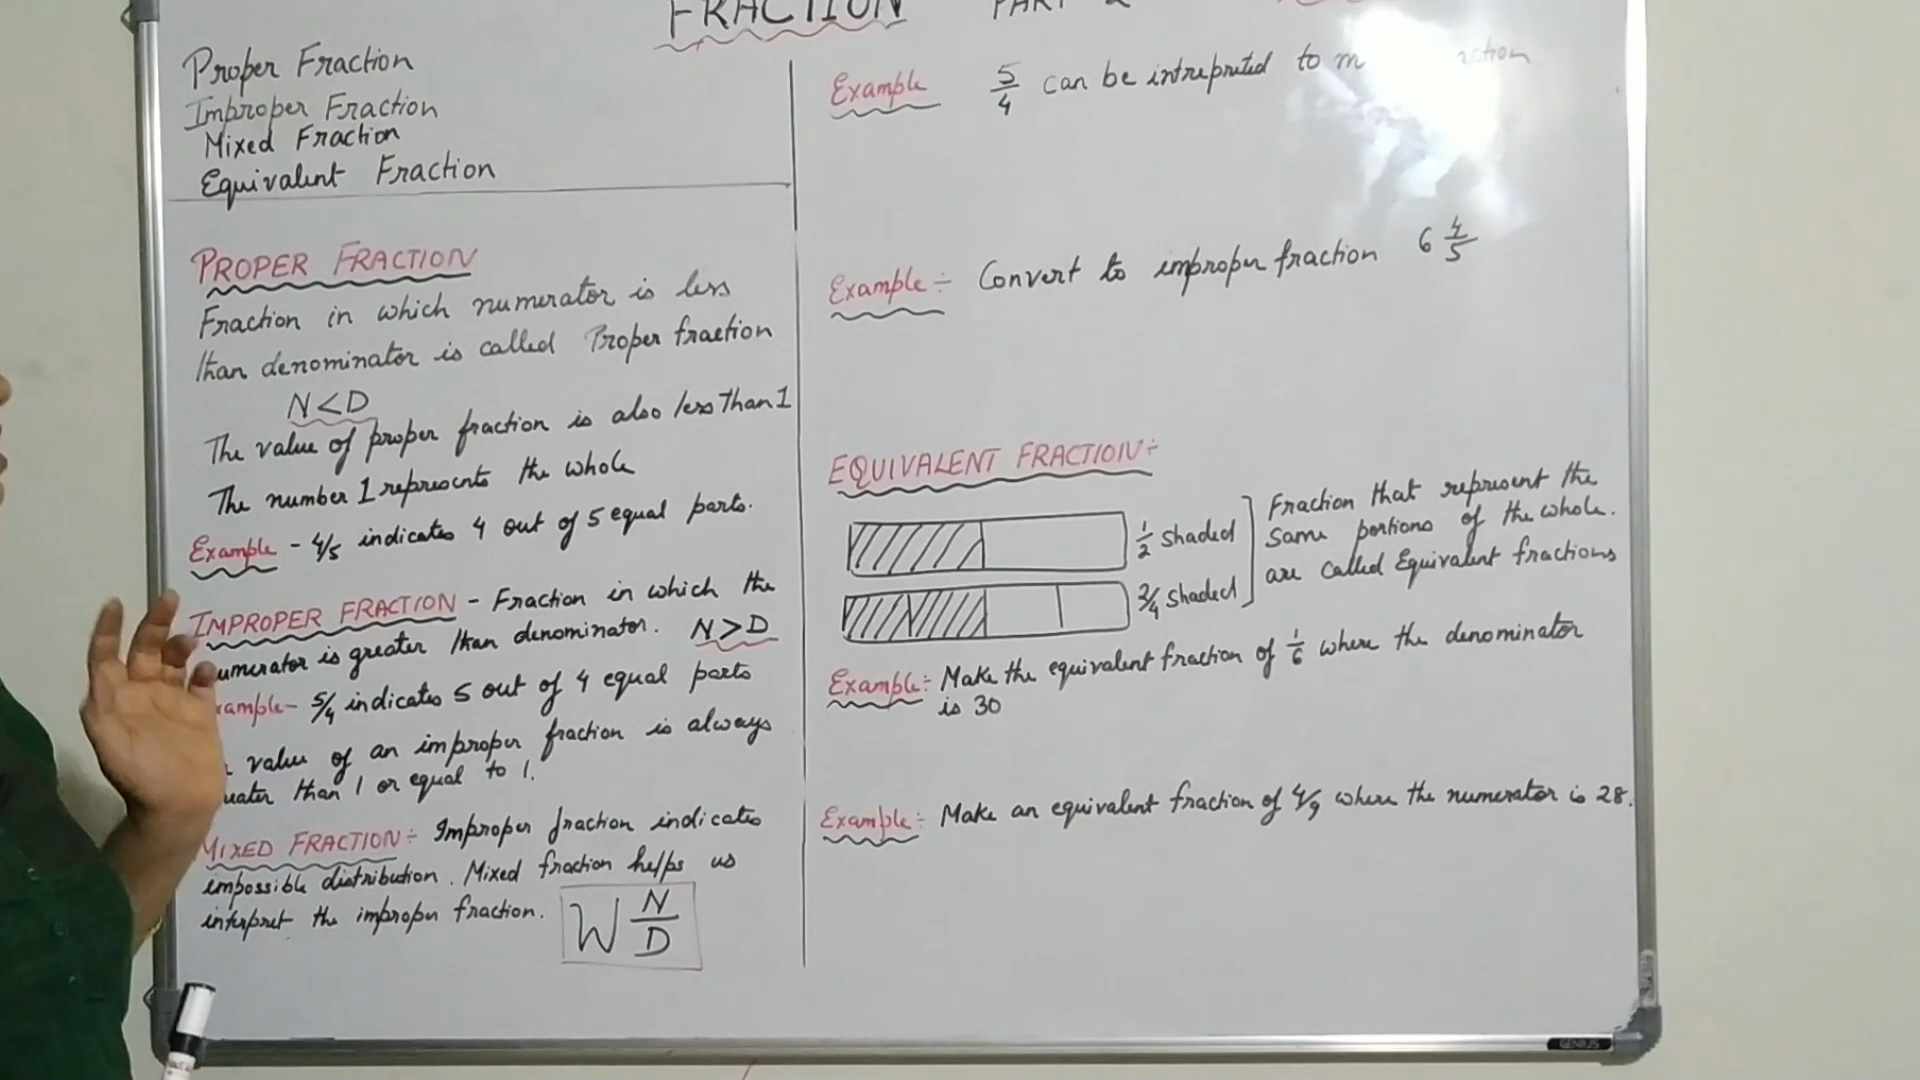 FRACTION PART 2
Proper Fraction
Improper Fraction
Mixed Fraction
Equivalent Fraction
PROPER FRACTION
Fraction in which numerator is less
than denominator is called Proper fraction
N<D
The value of proper fraction is also less than 1
The number 1 represents the whole
Example - 4/5 indicates 4 out of 5 equal parts.
IMPROPER FRACTION - Fraction in which the
umerator is greater than denominator. N>D
xample- 5/4 indicates 5 out of 4 equal parts
value of an improper fraction is always
than 1 or equal to 1.
MIXED FRACTION:- Improper fraction indicates
impossible distribution. Mixed fraction helps us
interpret the improper fraction.
W N/D
Example 5/4 can be intrepreted to m ction
Example:- Convert to improper fraction 6 4/5
EQUIVALENT FRACTION:-
1/2 shaded
2/4 shaded
Fraction that represent the
same portions of the whole.
are called Equivalent fractions
Example:- Make the equivalent fraction of 1/6 where the denominator
is 30
Example:- Make an equivalent fraction of 4/9 where the numerator is 28.
GENIUS